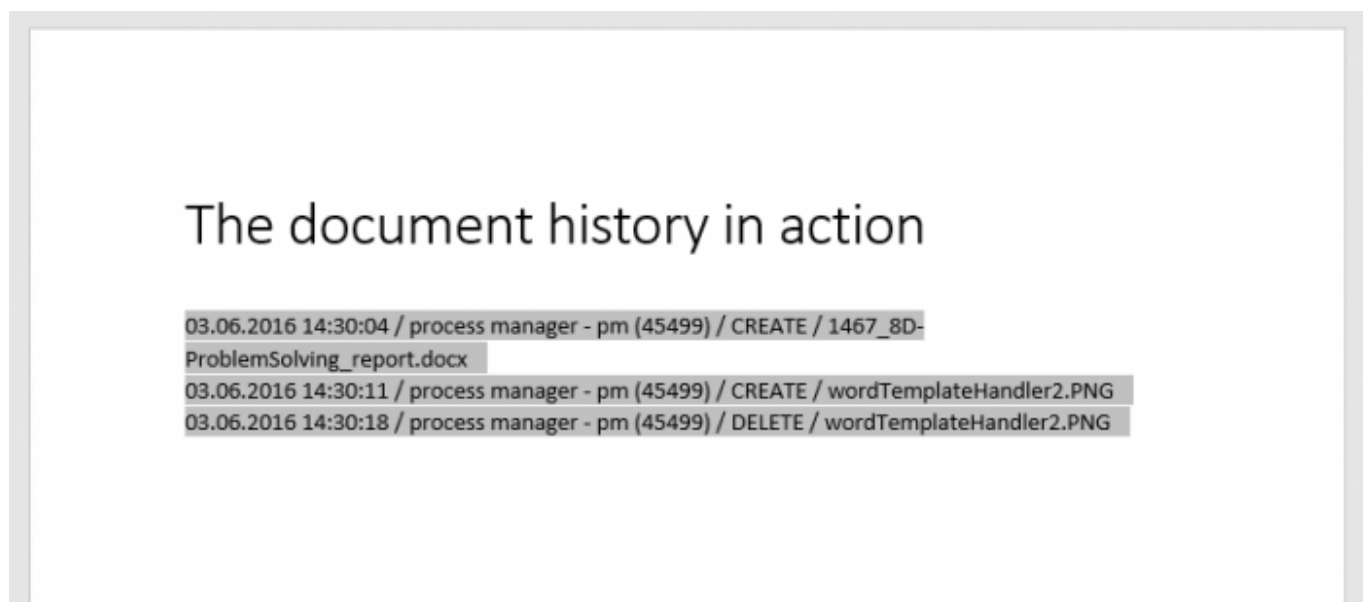 The document history in action
03.06.2016 14:30:04 / process manager - pm (45499) / CREATE / 1467_8D-
ProblemSolving_report.docx
03.06.2016 14:30:11 / process manager - pm (45499) / CREATE / wordTemplateHandler2.PNG
03.06.2016 14:30:18 / process manager - pm (45499) / DELETE / wordTemplateHandler2.PNG